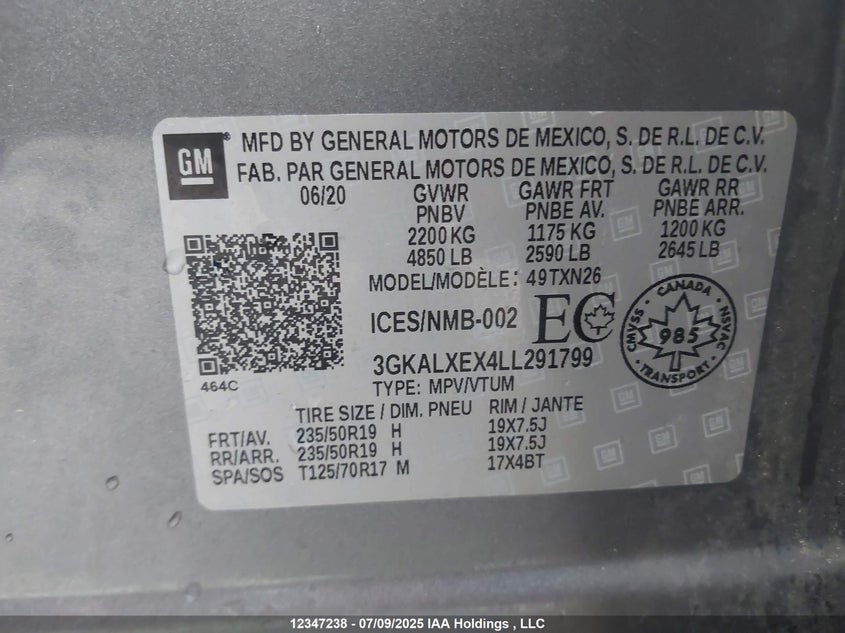 GM
MFD BY GENERAL MOTORS DE MEXICO, S. DE R.L. DE C.V.
FAB. PAR GENERAL MOTORS DE MEXICO, S. DE R.L. DE C.V.
06/20 GVWR GAWR FRT GAWR RR
PNBV PNBE AV. PNBE ARR.
2200 KG 1175 KG 1200 KG
4850 LB 2590 LB 2645 LB
MODEL/MODÈLE: 49TXN26
ICES/NMB-002 EC
CANADA
CMVSS 985 NSVAC
TRANSPORT
3GKALXEX4LL291799
464C
TYPE: MPV/VTUM
TIRE SIZE / DIM. PNEU RIM / JANTE
FRT/AV. 235/50R19 H 19X7.5J
RR/ARR. 235/50R19 H 19X7.5J
SPA/SOS T125/70R17 M 17X4BT
12347238 - 07/09/2025 IAA Holdings , LLC